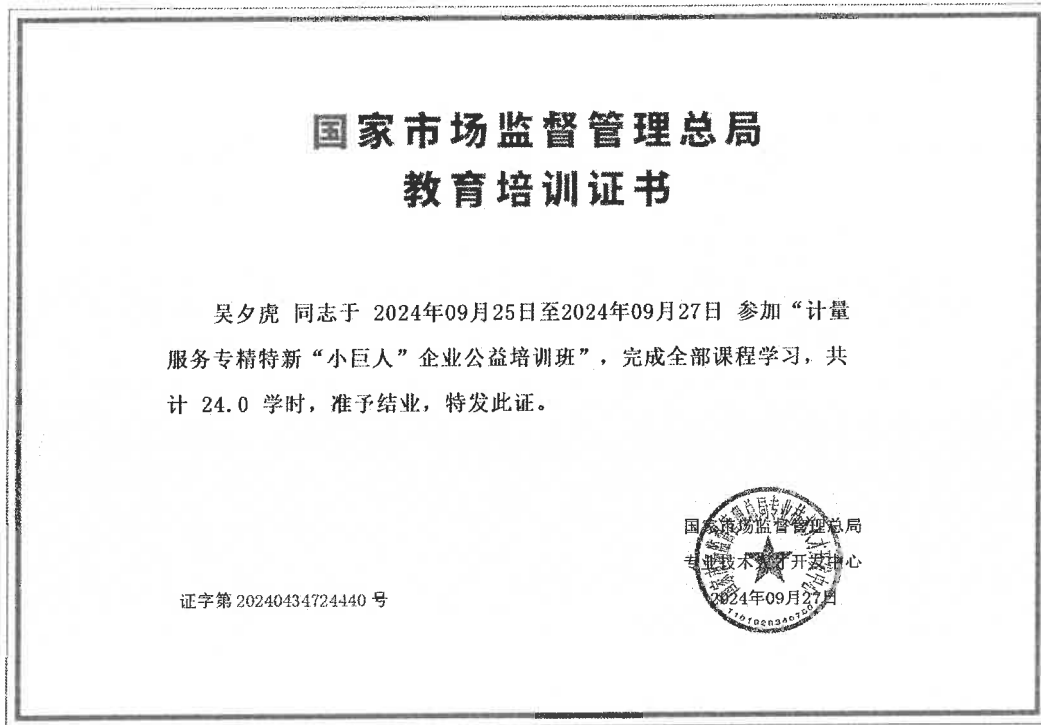 国家市场监督管理总局
教育培训证书
吴夕虎 同志于 2024年09月25日至2024年09月27日 参加“计量
服务专精特新“小巨人”企业公益培训班”，完成全部课程学习，共
计 24.0 学时，准予结业，特发此证。
国家市场监督管理总局
专业技术人才开发中心
2024年09月27日
证字第 20240434724440 号